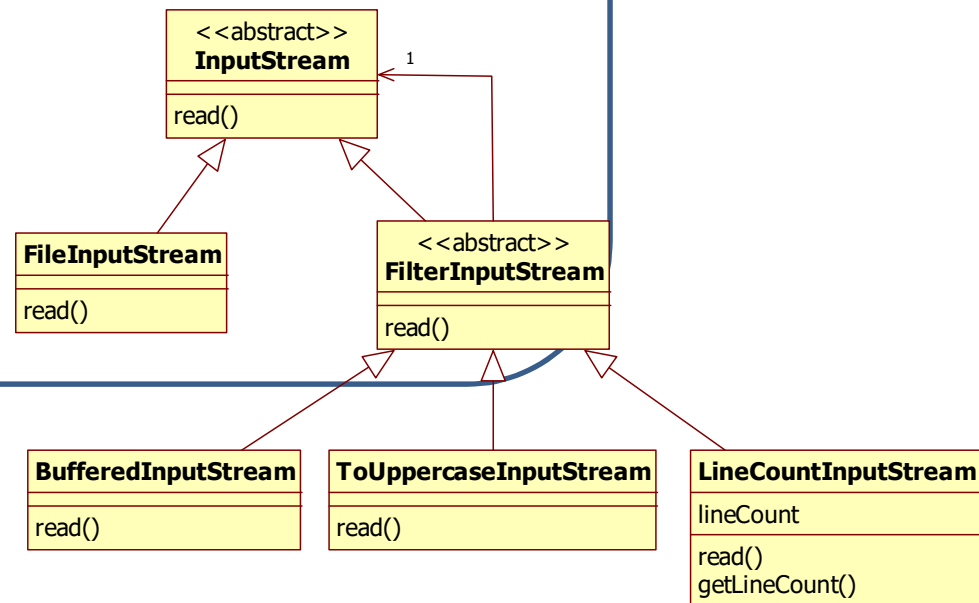 <<abstract>>
InputStream
1
read()
FileInputStream
read()
<<abstract>>
FilterInputStream
read()
BufferedInputStream
read()
ToUppercaseInputStream
read()
LineCountInputStream
lineCount
read()
getLineCount()